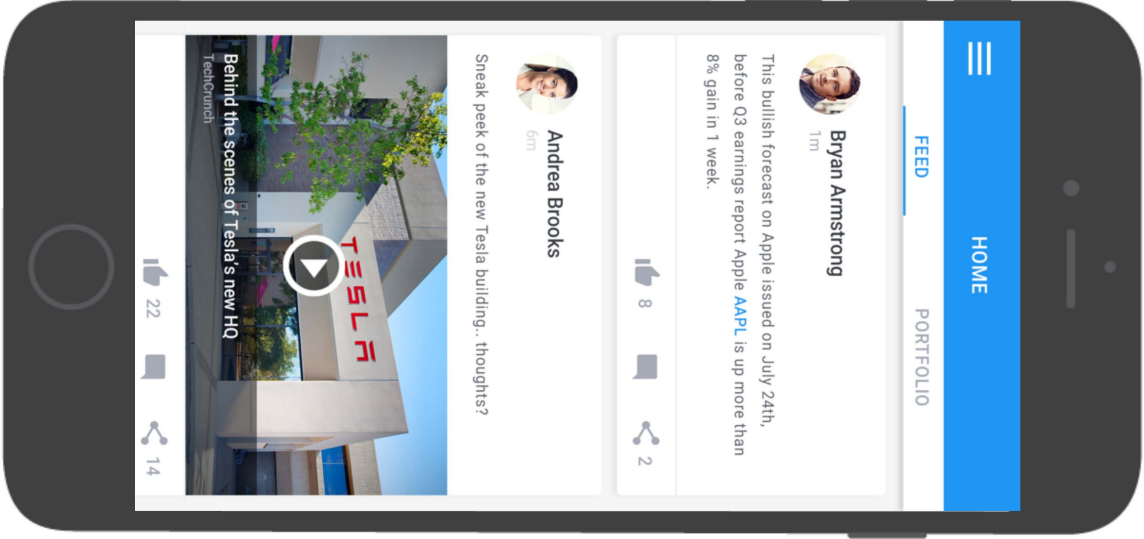 HOME
FEED
PORTFOLIO
Bryan Armstrong
1m
This bullish forecast on Apple issued on July 24th,
before Q3 earnings report Apple AAPL is up more than
8% gain in 1 week.
8
2
Andrea Brooks
6m
Sneak peek of the new Tesla building.. thoughts?
TESLA
Behind the scenes of Tesla's new HQ
TechCrunch
22
14